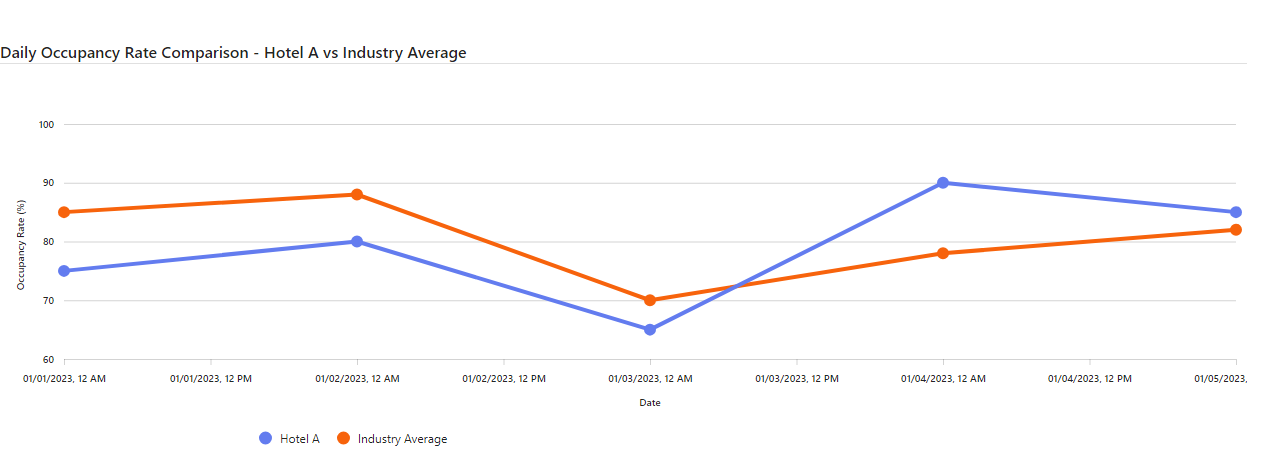 Daily Occupancy Rate Comparison - Hotel A vs Industry Average
100
90
80
70
60
Occupancy Rate (%)
01/01/2023, 12 AM 01/01/2023, 12 PM 01/02/2023, 12 AM 01/02/2023, 12 PM 01/03/2023, 12 AM 01/03/2023, 12 PM 01/04/2023, 12 AM 01/04/2023, 12 PM 01/05/2023,
Date
Hotel A Industry Average